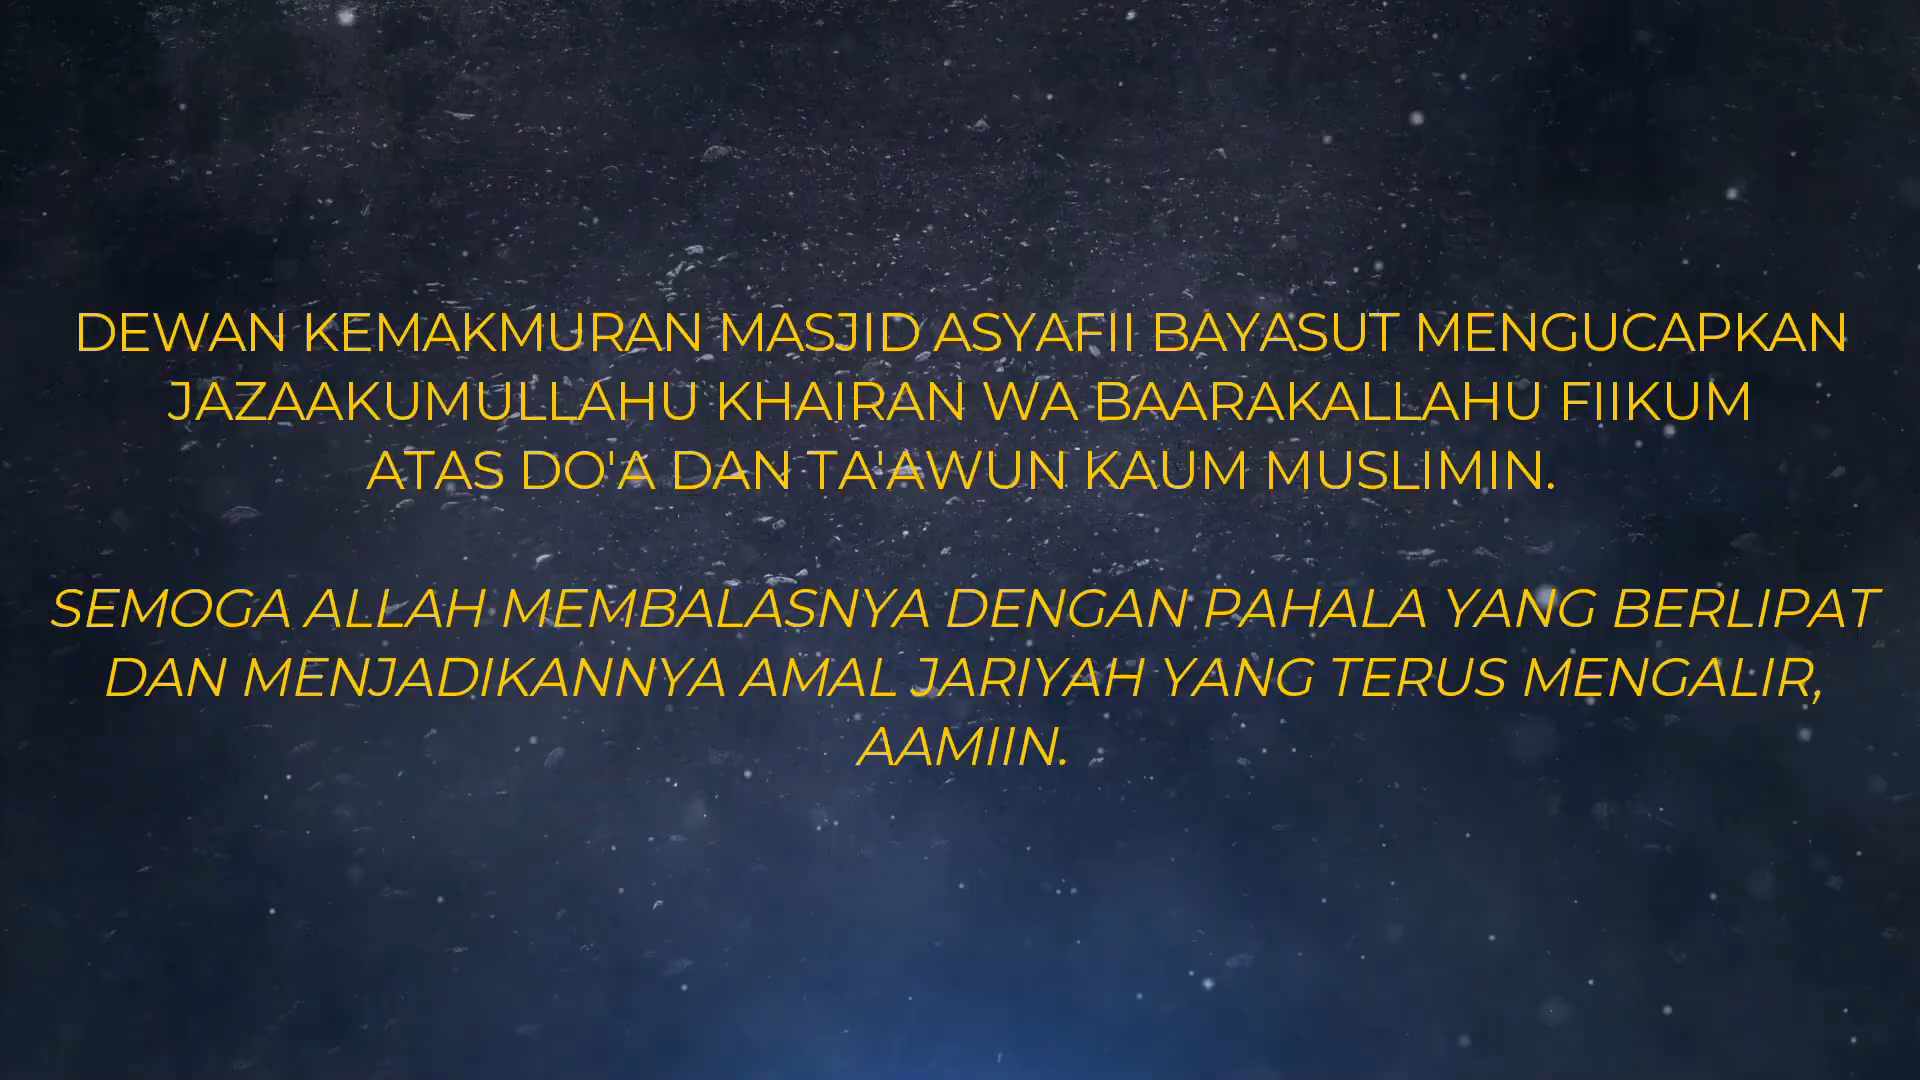 DEWAN KEMAKMURAN MASJID ASYAFII BAYASUT MENGUCAPKAN
JAZAAKUMULLAHU KHAIRAN WA BAARAKALLAHU FIIKUM
ATAS DO'A DAN TA'AWUN KAUM MUSLIMIN.
SEMOGA ALLAH MEMBALASNYA DENGAN PAHALA YANG BERLIPAT
DAN MENJADIKANNYA AMAL JARIYAH YANG TERUS MENGALIR,
AAMIIN.